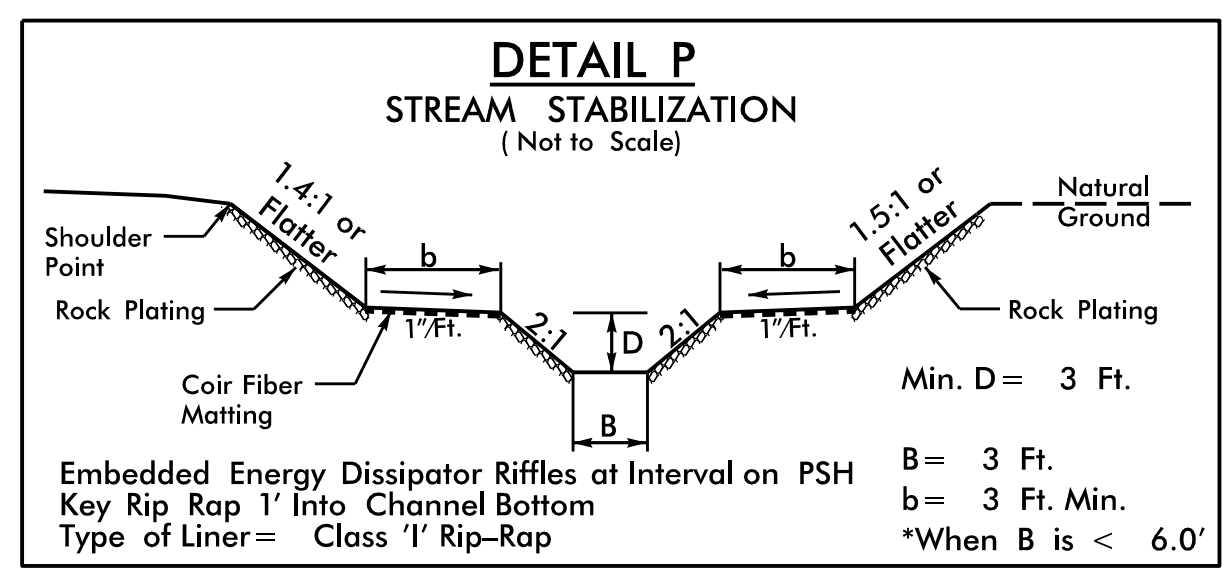 DETAIL P
STREAM STABILIZATION
( Not to Scale)
1.4:1 or
Flatter
1.5:1 or
Flatter
Natural
Ground
Shoulder
Point
b
b
Rock Plating
1"/Ft.
2:1
D
2:1
1"/Ft.
Rock Plating
Coir Fiber
Matting
B
Min. D = 3 Ft.
Embedded Energy Dissipator Riffles at Interval on PSH
Key Rip Rap 1' Into Channel Bottom
Type of Liner = Class 'I' Rip-Rap
B = 3 Ft.
b = 3 Ft. Min.
*When B is < 6.0'